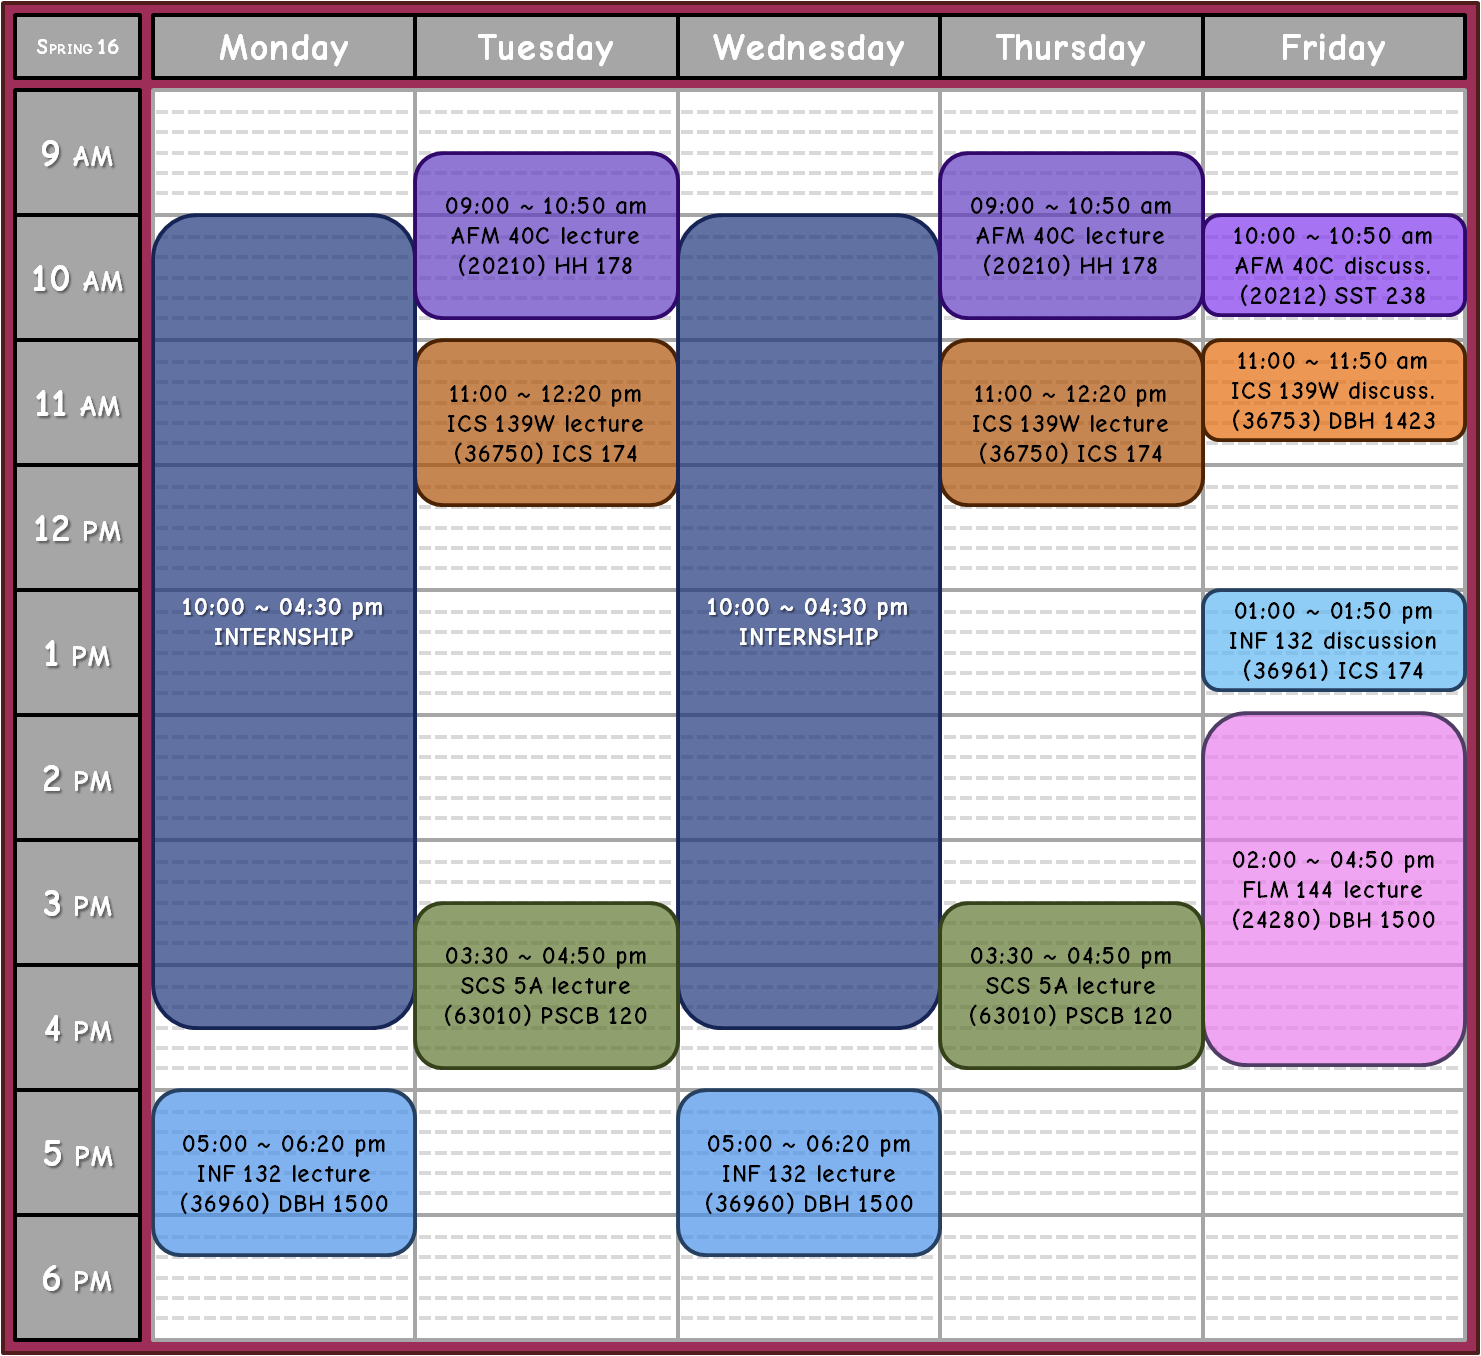 Spring 16
Monday
Tuesday
Wednesday
Thursday
Friday
9 AM
10 AM
11 AM
12 PM
1 PM
2 PM
3 PM
4 PM
5 PM
6 PM
10:00 ~ 04:30 pm
INTERNSHIP
05:00 ~ 06:20 pm
INF 132 lecture
(36960) DBH 1500
09:00 ~ 10:50 am
AFM 40C lecture
(20210) HH 178
11:00 ~ 12:20 pm
ICS 139W lecture
(36750) ICS 174
03:30 ~ 04:50 pm
SCS 5A lecture
(63010) PSCB 120
10:00 ~ 04:30 pm
INTERNSHIP
05:00 ~ 06:20 pm
INF 132 lecture
(36960) DBH 1500
09:00 ~ 10:50 am
AFM 40C lecture
(20210) HH 178
11:00 ~ 12:20 pm
ICS 139W lecture
(36750) ICS 174
03:30 ~ 04:50 pm
SCS 5A lecture
(63010) PSCB 120
10:00 ~ 10:50 am
AFM 40C discuss.
(20212) SST 238
11:00 ~ 11:50 am
ICS 139W discuss.
(36753) DBH 1423
01:00 ~ 01:50 pm
INF 132 discussion
(36961) ICS 174
02:00 ~ 04:50 pm
FLM 144 lecture
(24280) DBH 1500